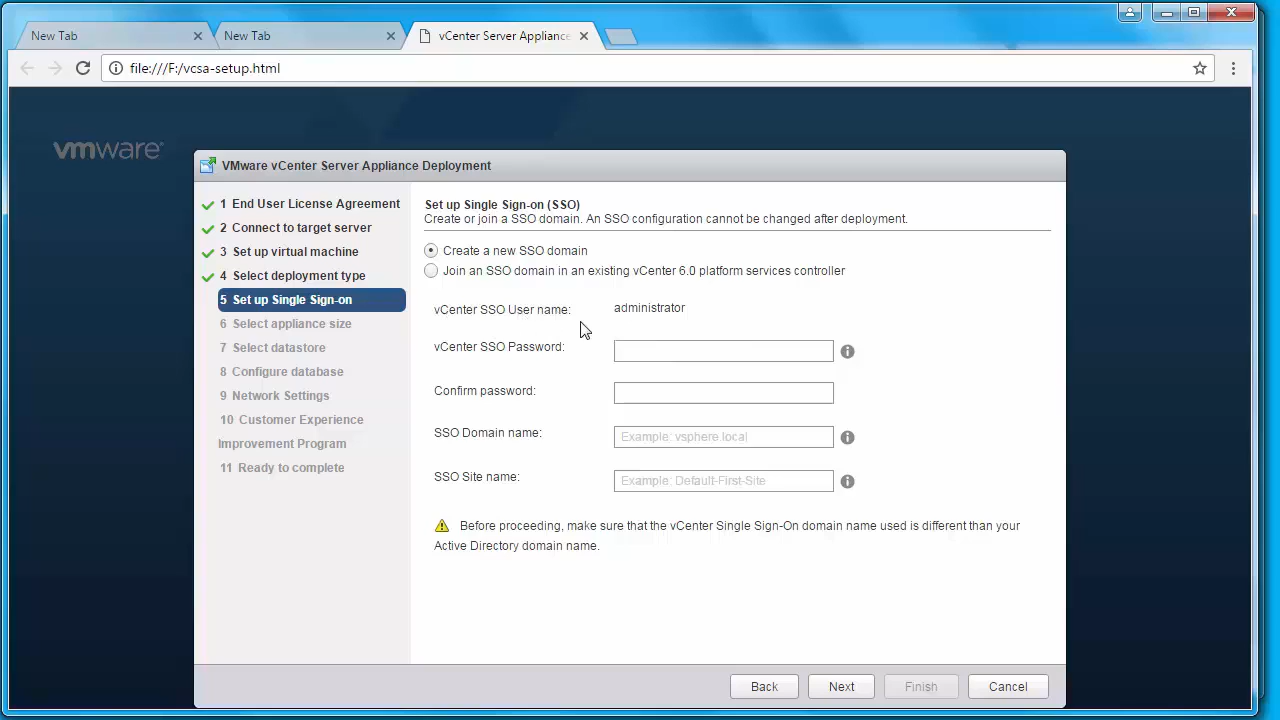 New Tab
New Tab
vCenter Server Appliance
file:///F:/vcsa-setup.html
vmware
VMware vCenter Server Appliance Deployment
1 End User License Agreement
2 Connect to target server
3 Set up virtual machine
4 Select deployment type
5 Set up Single Sign-on
6 Select appliance size
7 Select datastore
8 Configure database
9 Network Settings
10 Customer Experience
Improvement Program
11 Ready to complete
Set up Single Sign-on (SSO)
Create or join a SSO domain. An SSO configuration cannot be changed after deployment.
Create a new SSO domain
Join an SSO domain in an existing vCenter 6.0 platform services controller
vCenter SSO User name: administrator
vCenter SSO Password:
Confirm password:
SSO Domain name: Example: vsphere.local
SSO Site name: Example: Default-First-Site
Before proceeding, make sure that the vCenter Single Sign-On domain name used is different than your
Active Directory domain name.
Back Next Finish Cancel